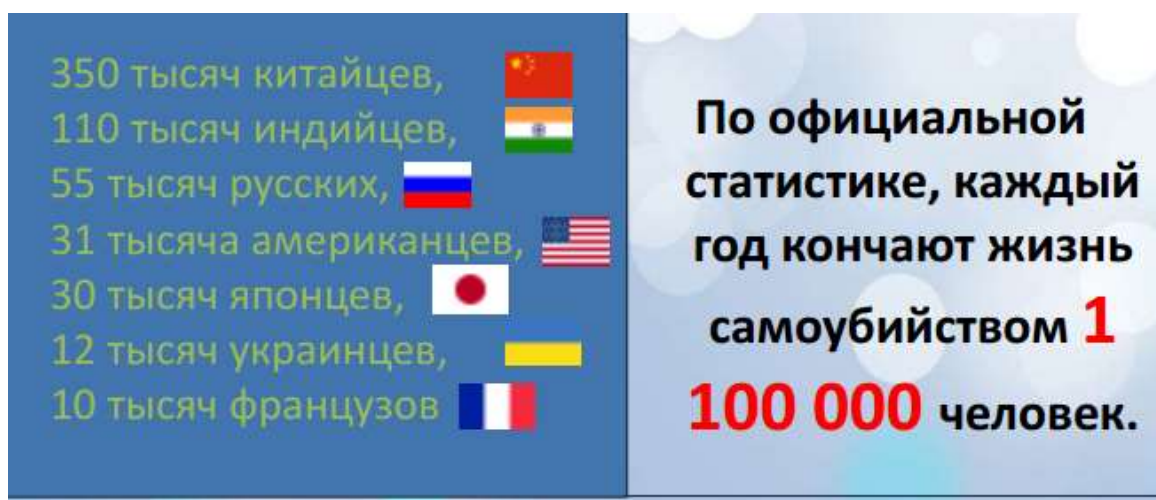 350 тысяч китайцев,
110 тысяч индийцев,
55 тысяч русских,
31 тысяча американцев,
30 тысяч японцев,
12 тысяч украинцев,
10 тысяч французов
По официальной
статистике, каждый
год кончают жизнь
самоубийством 1
100 000 человек.